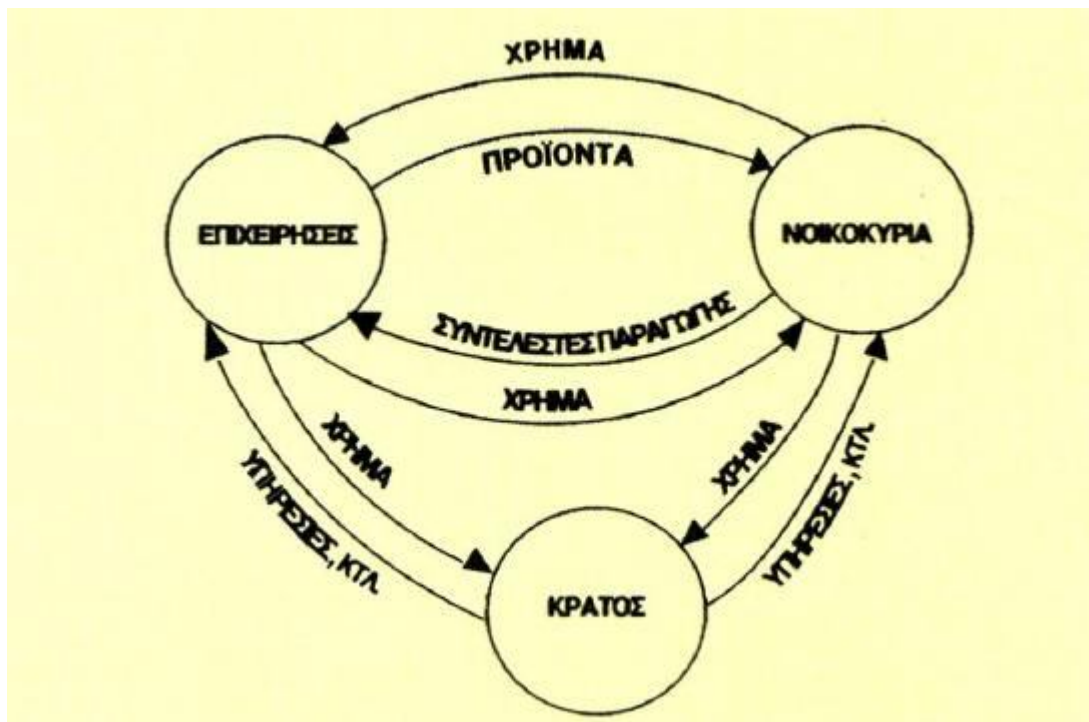 ΧΡΗΜΑ
ΠΡΟΪΟΝΤΑ
ΕΠΙΧΕΙΡΗΣΕΙΣ
ΝΟΙΚΟΚΥΡΙΑ
ΣΥΝΤΕΛΕΣΤΕΣ ΠΑΡΑΓΩΓΗΣ
ΧΡΗΜΑ
ΧΡΗΜΑ
ΥΠΗΡΕΣΙΕΣ, ΚΤΛ.
ΧΡΗΜΑ
ΥΠΗΡΕΣΙΕΣ, ΚΤΛ.
ΚΡΑΤΟΣ